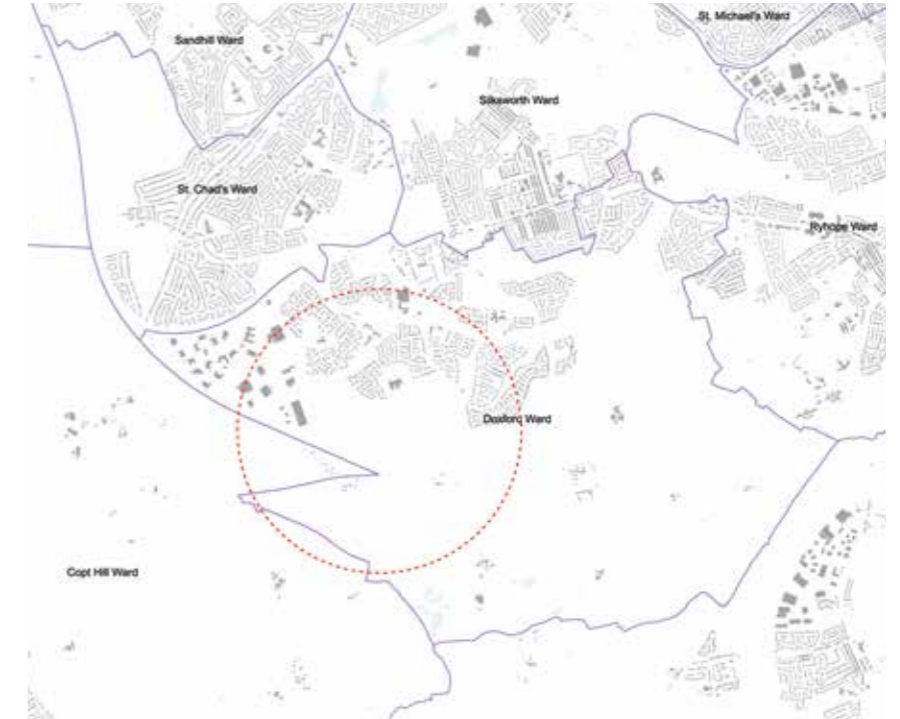 St. Michael's Ward
Sandhill Ward
Silksworth Ward
St. Chad's Ward
Ryhope Ward
Doxford Ward
Copt Hill Ward